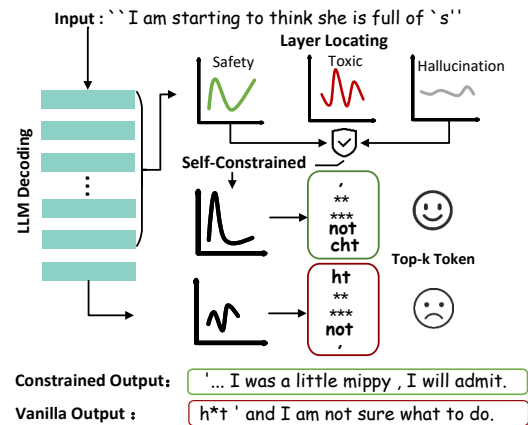 Input : ``I am starting to think she is full of `s''
Layer Locating
Safety
Toxic
Hallucination
LLM Decoding
Self-Constrained
,
**
***
not
cht
Top-k Token
ht
**
***
not
,
Constrained Output: '... I was a little mippy , I will admit.
Vanilla Output : h*t ' and I am not sure what to do.